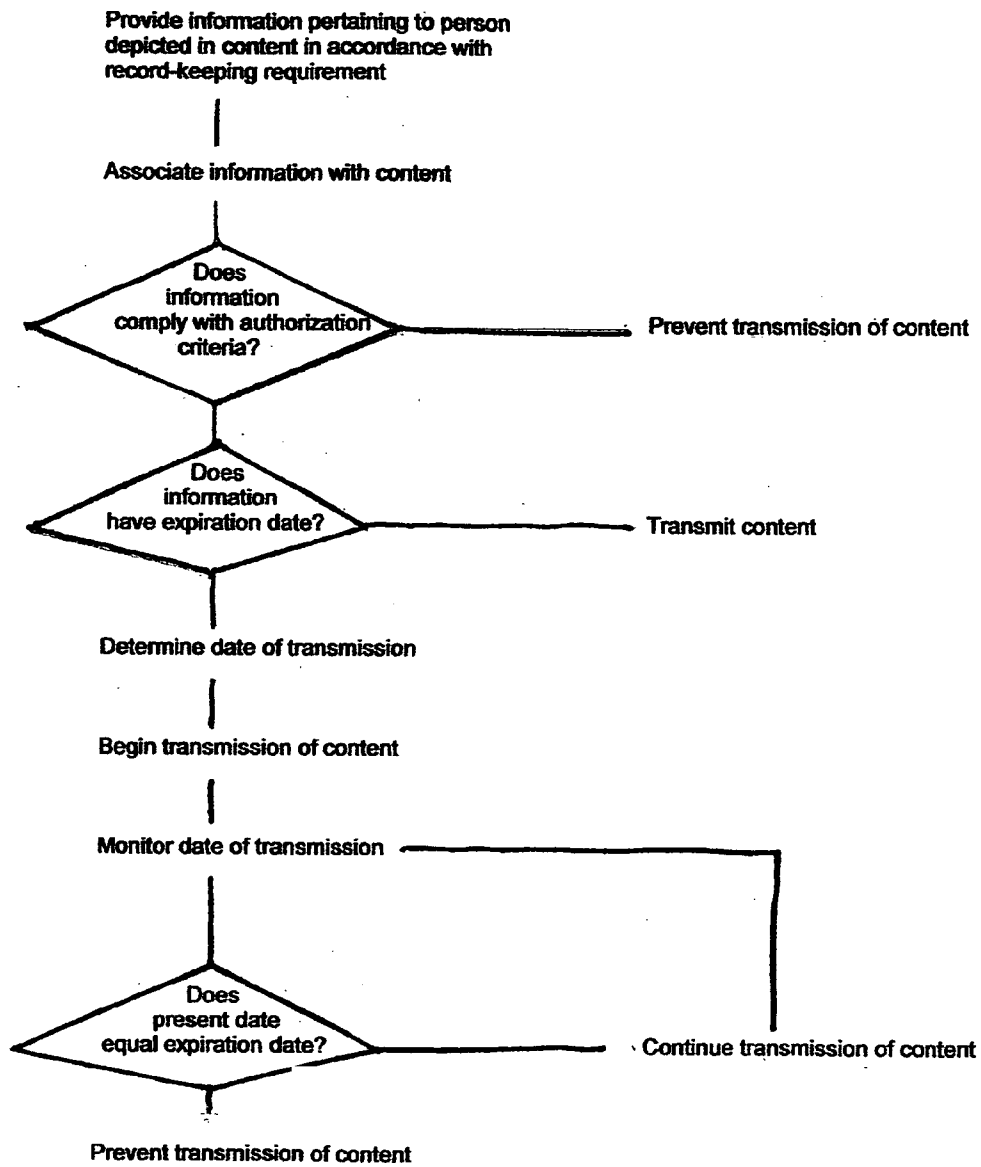 Provide information pertaining to person
depicted in content in accordance with
record-keeping requirement
Associate information with content
Does
information
comply with authorization
criteria?
Prevent transmission of content
Does
information
have expiration date?
Transmit content
Determine date of transmission
Begin transmission of content
Monitor date of transmission
Does
present date
equal expiration date?
Continue transmission of content
Prevent transmission of content